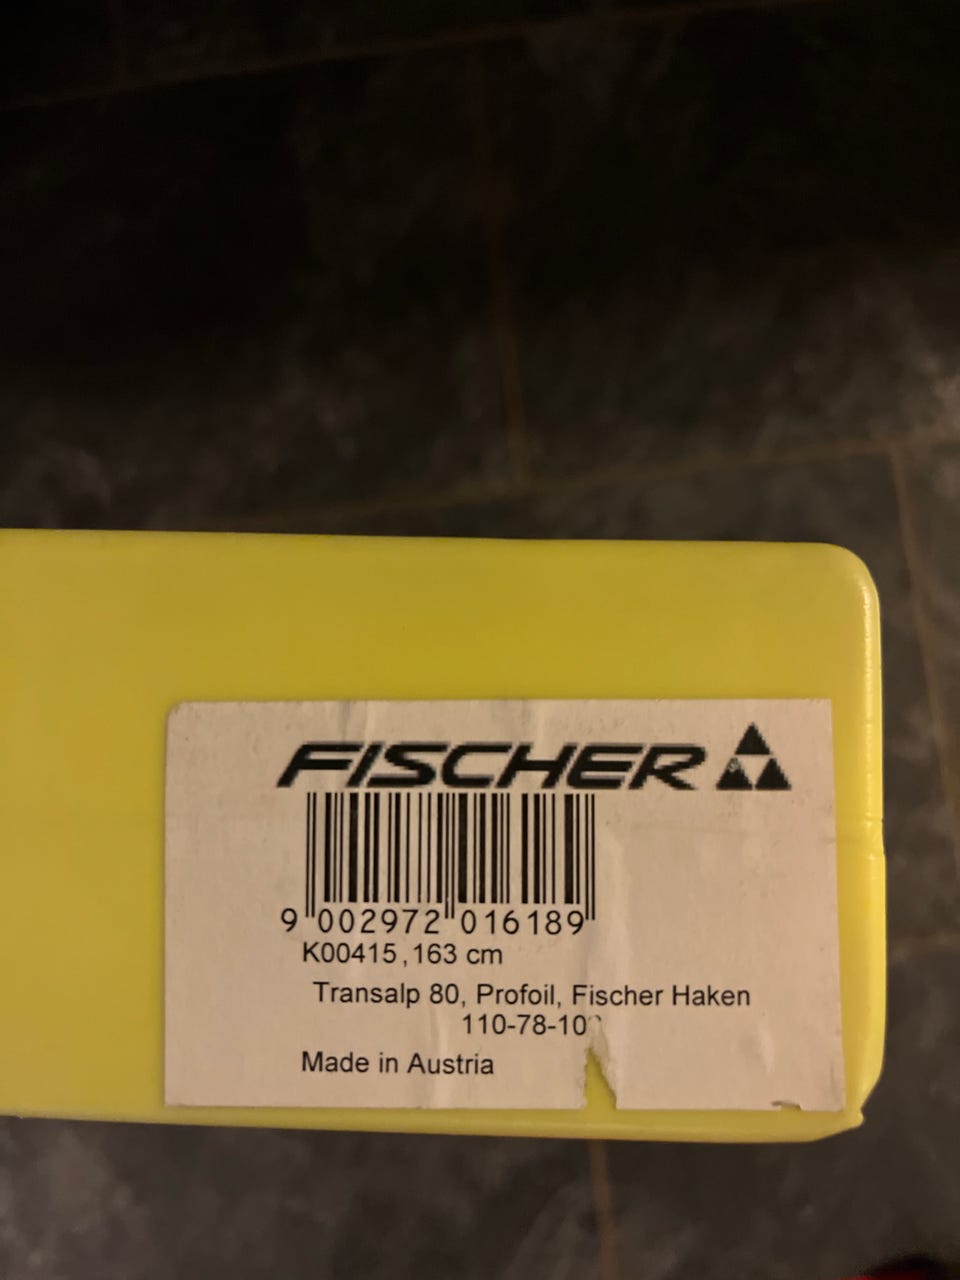 FISCHER
9 002972 016189
K00415, 163 cm
Transalp 80, Profoil, Fischer Haken
Made in Austria